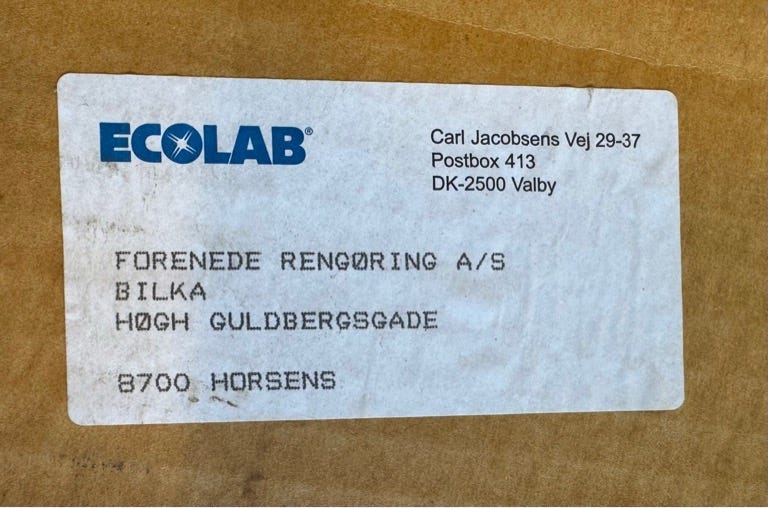 ECOLAB®
Carl Jacobsens Vej 29-37
Postbox 413
DK-2500 Valby
FORENEDE RENGØRING A/S
BILKA
HØGH GULDBERGSGADE
8700 HORSENS